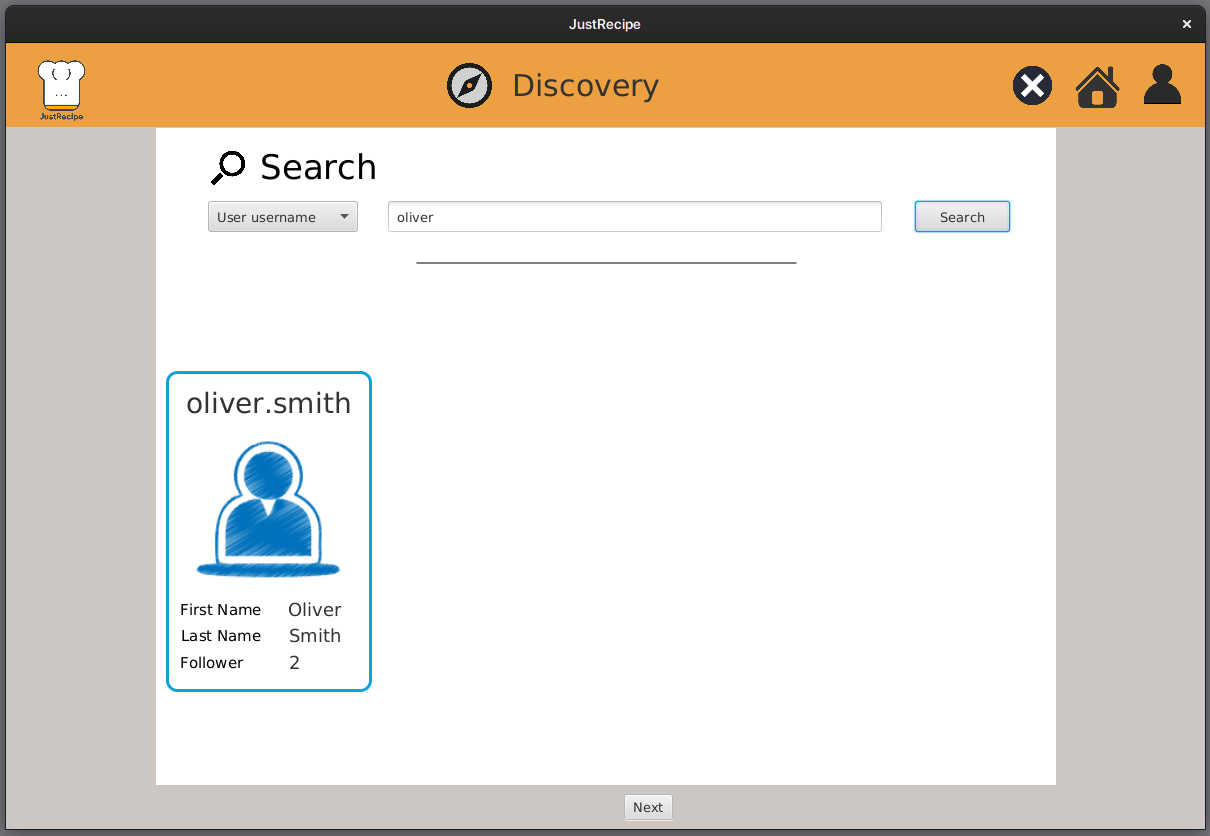 JustRecipe
{ }
...
JustRecipe
Discovery
Search
User username
oliver
Search
oliver.smith
First Name Oliver
Last Name Smith
Follower 2
Next